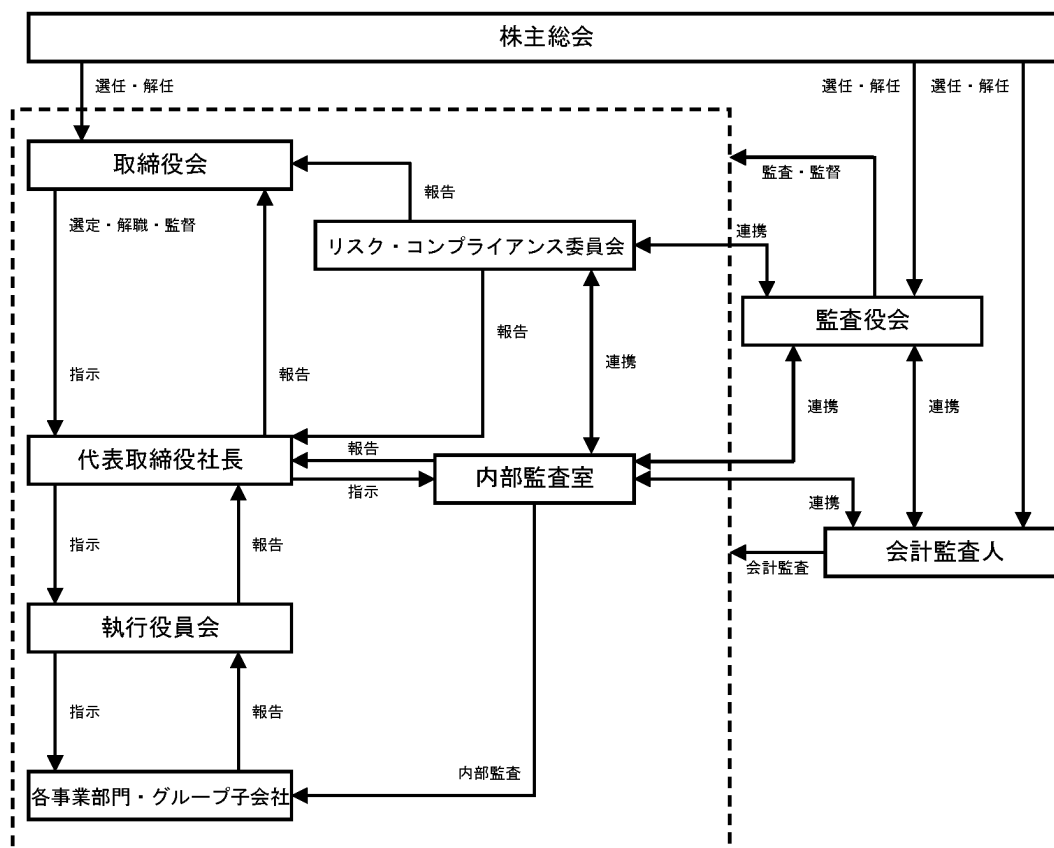 株主総会
選任・解任
選任・解任
選任・解任
取締役会
監査・監督
報告
選定・解職・監督
リスク・コンプライアンス委員会
連携
監査役会
報告
連携
指示
報告
連携
連携
代表取締役社長
報告
内部監査室
指示
連携
指示
報告
会計監査人
会計監査
執行役員会
指示
報告
内部監査
各事業部門・グループ子会社